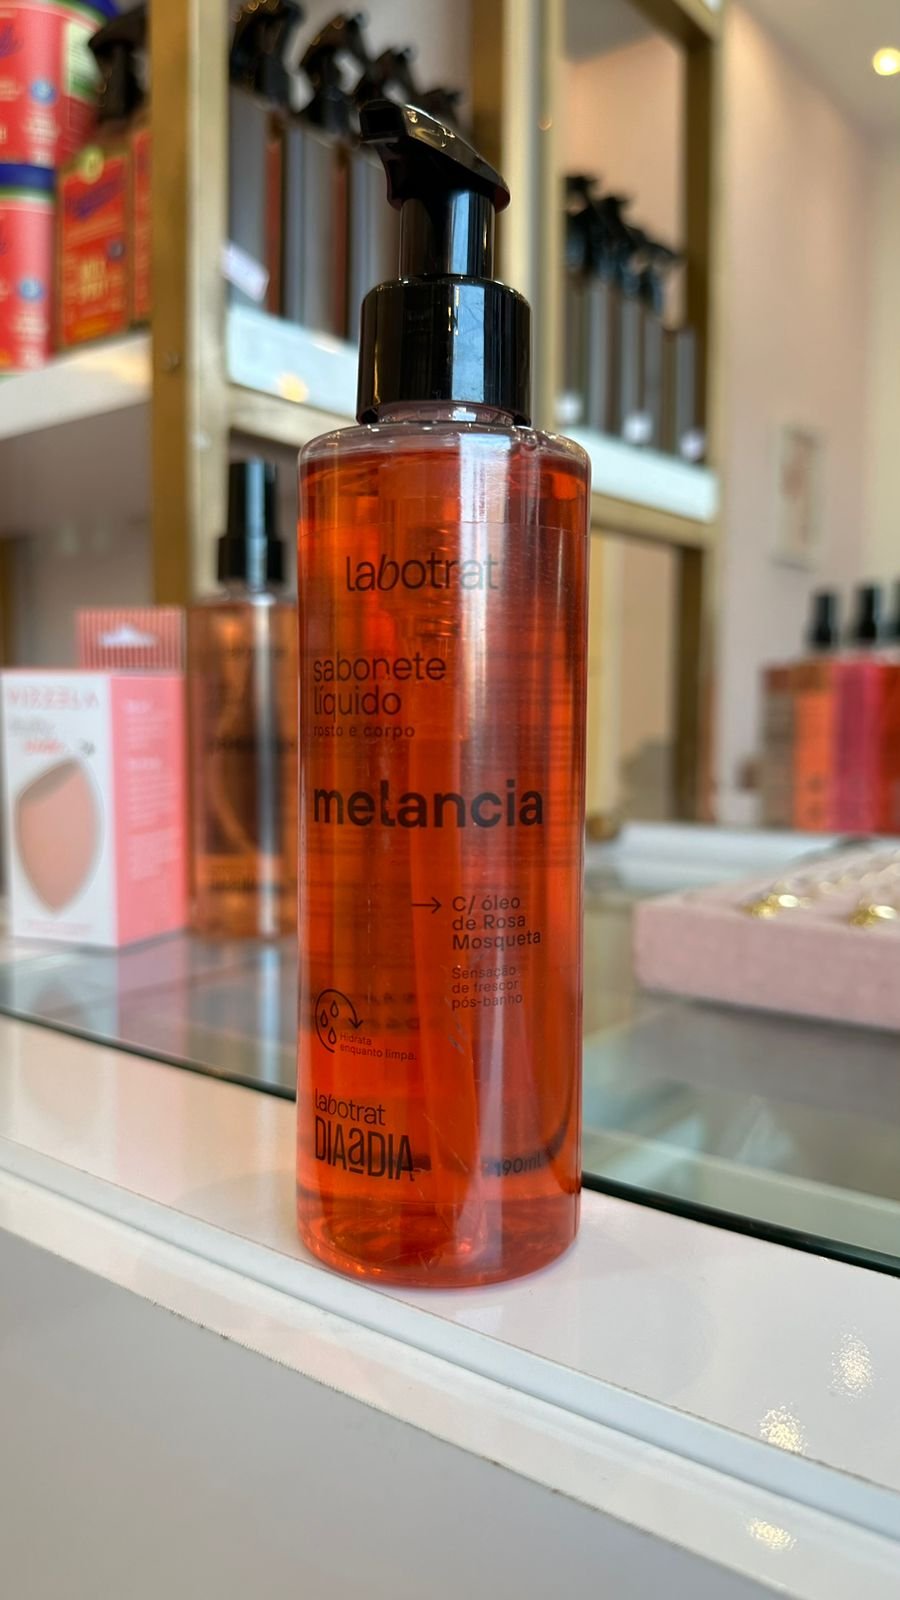 labotrat
sabonete
líquido
rosto e corpo
melancia
C/ óleo
de Rosa
Mosqueta
Sensação
de frescor
pós-banho
Hidrata
enquanto limpa.
labotrat
DIAaDIA
190ml